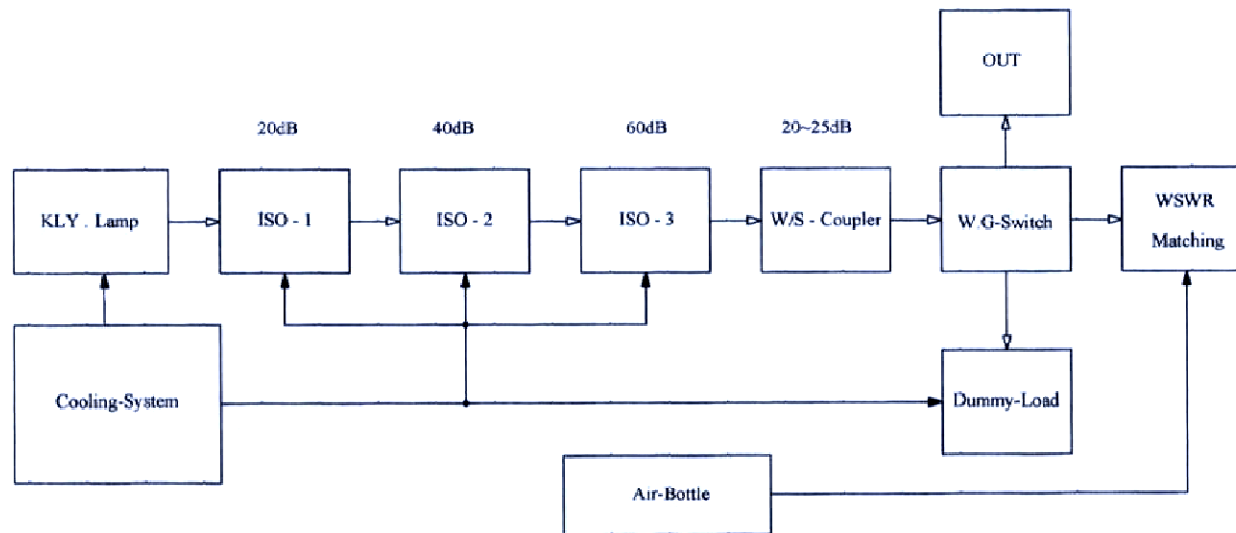 OUT
20dB
40dB
60dB
20~25dB
KLY . Lamp
ISO - 1
ISO - 2
ISO - 3
W/S - Coupler
W.G-Switch
WSWR
Matching
Cooling-System
Dummy-Load
Air-Bottle